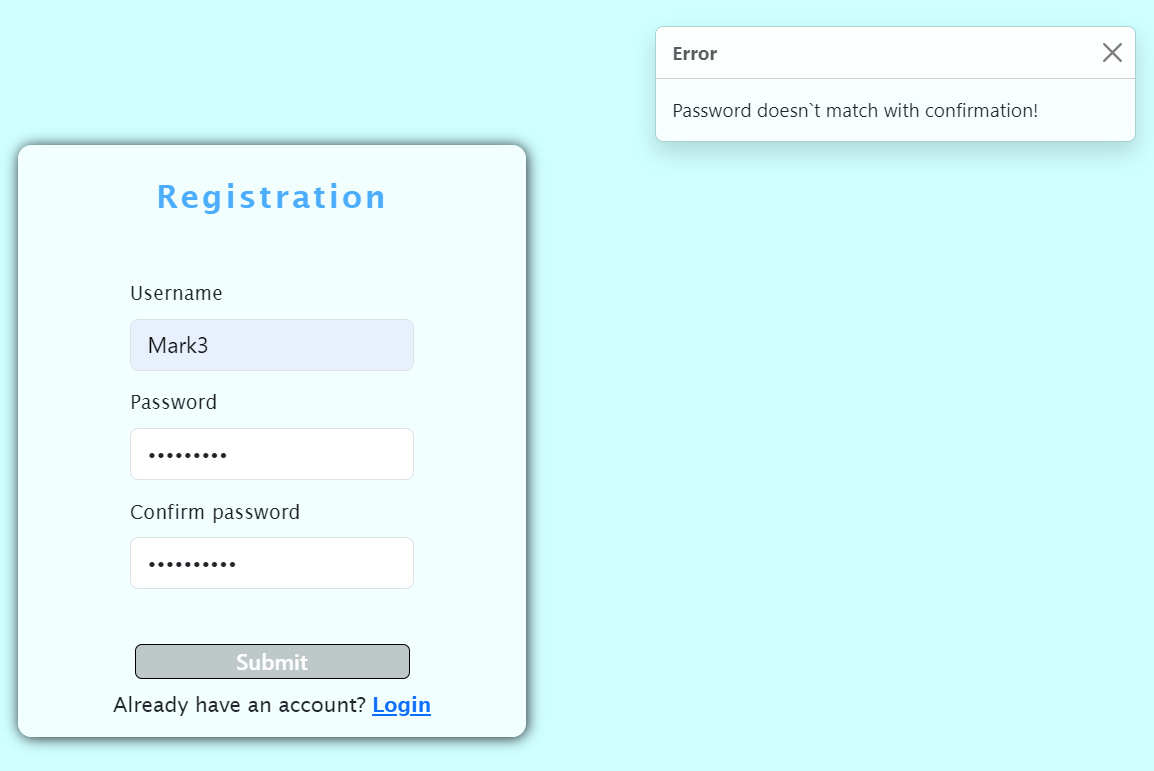 Error
Password doesn`t match with confirmation!
Registration
Username
Mark3
Password
•••••••••
Confirm password
••••••••••
Submit
Already have an account? Login